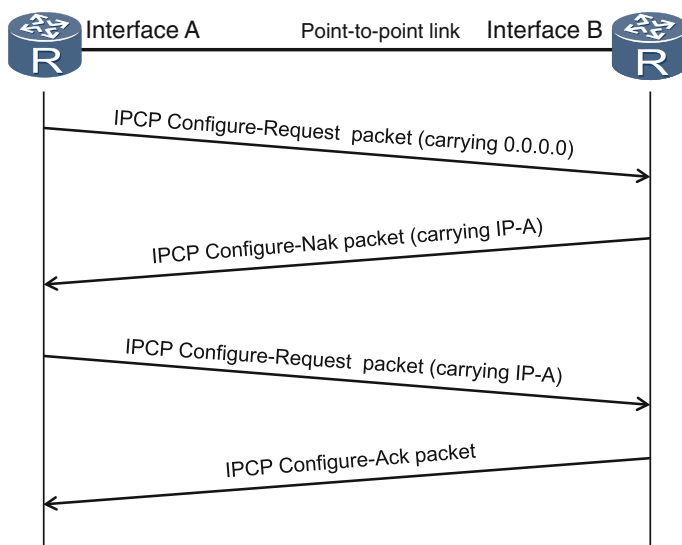 Interface A
Point-to-point link
Interface B
R
R
IPCP Configure-Request packet (carrying 0.0.0.0)
IPCP Configure-Nak packet (carrying IP-A)
IPCP Configure-Request packet (carrying IP-A)
IPCP Configure-Ack packet